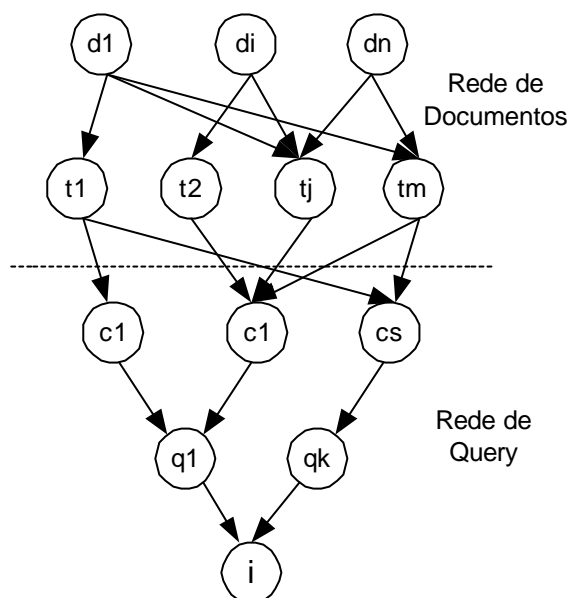 d1
di
dn
Rede de
Documentos
t1
t2
tj
tm
c1
c1
cs
Rede de
Query
q1
qk
i